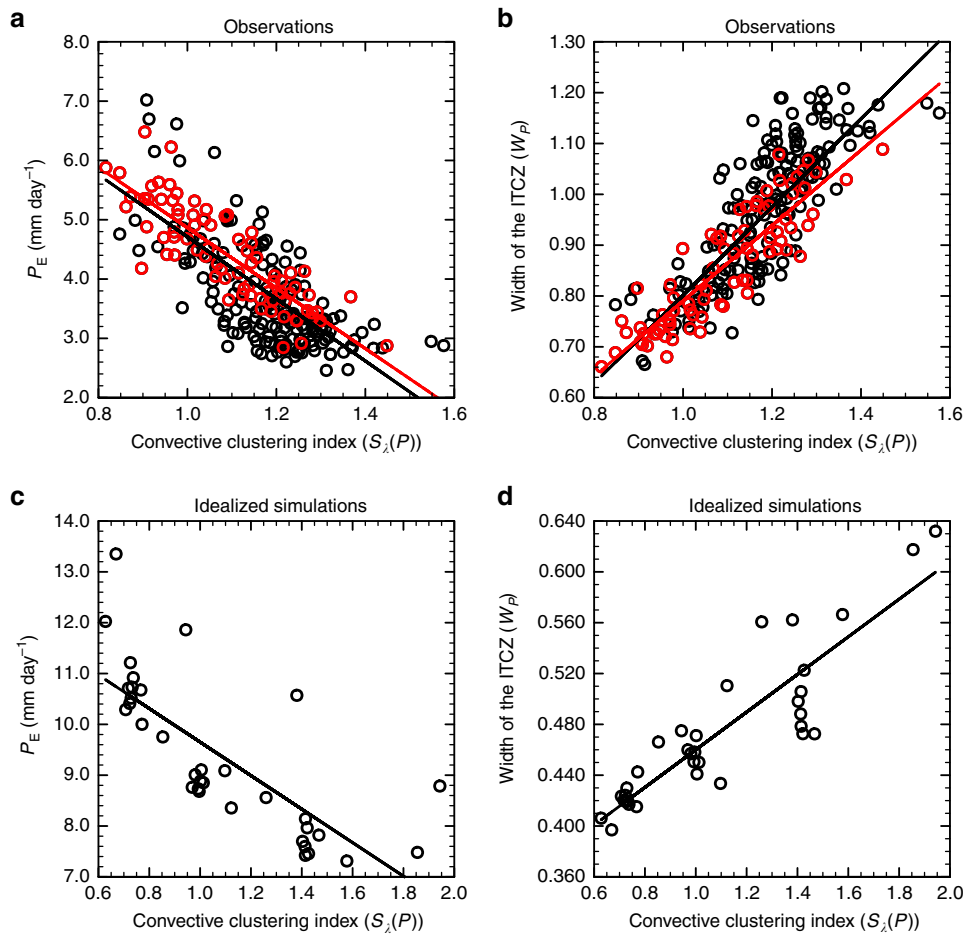 a
Observations
8.0
7.0
6.0
5.0
4.0
3.0
2.0
P_E (mm day⁻¹)
0.8 1.0 1.2 1.4 1.6
Convective clustering index (S_λ(P))
b
Observations
1.30
1.20
1.10
1.00
0.90
0.80
0.70
0.60
Width of the ITCZ (W_P)
0.8 1.0 1.2 1.4 1.6
Convective clustering index (S_λ(P))
c
Idealized simulations
14.0
13.0
12.0
11.0
10.0
9.0
8.0
7.0
P_E (mm day⁻¹)
0.6 0.8 1.0 1.2 1.4 1.6 1.8 2.0
Convective clustering index (S_λ(P))
d
Idealized simulations
0.640
0.600
0.560
0.520
0.480
0.440
0.400
0.360
Width of the ITCZ (W_P)
0.6 0.8 1.0 1.2 1.4 1.6 1.8 2.0
Convective clustering index (S_λ(P))